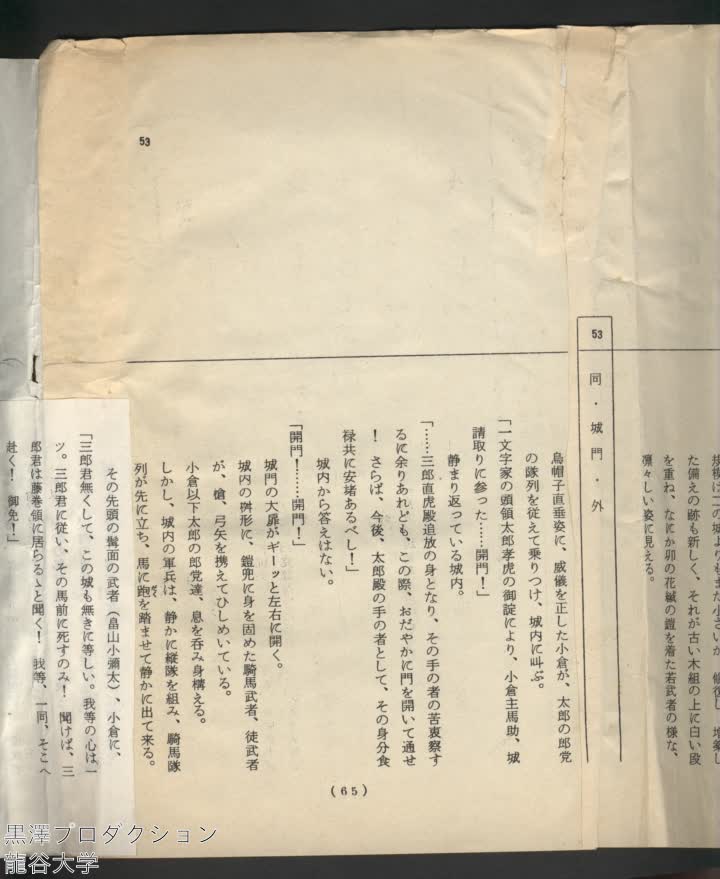 規模は二の城よりもまた小さいが、修復し、増築し
た備えの跡も新しく、それが古い木組の上に白い段
を重ね、なにか卯の花縅の鎧を着た若武者の様な、
凛々しい姿に見える。
53 同・城門・外
烏帽子直垂姿に、威儀を正した小倉が、太郎の郎党
の隊列を従えて乗りつけ、城内に叫ぶ。
「一文字家の頭領太郎孝虎の御諚により、小倉主馬助、城
請取りに参った……開門！」
静まり返っている城内。
「……三郎直虎殿追放の身となり、その手の者の苦衷察す
るに余りあれども、この際、おだやかに門を開いて通せ
！　さらば、今後、太郎殿の手の者として、その身分食
禄共に安堵あるべし！」
城内から答えはない。
「開門！……開門！」
城門の大扉がギーッと左右に開く。
城内の桝形に、鎧兜に身を固めた騎馬武者、徒武者
が、槍、弓矢を携えてひしめいている。
小倉以下太郎の郎党達、息を呑み身構える。
しかし、城内の軍兵は、静かに縦隊を組み、騎馬隊
列が先に立ち、馬に跑を踏ませて静かに出て来る。
53
(65)
その先頭の髯面の武者（畠山小彌太）、小倉に、
「三郎君無くして、この城も無きに等しい。我等の心は一
ツ。三郎君に従い、その馬前に死すのみ！　聞けば、三
郎君は藤巻領に居らるゝと聞く！　我等、一同、そこへ
赴く！　御免！」
黒澤プロダクション
龍谷大学